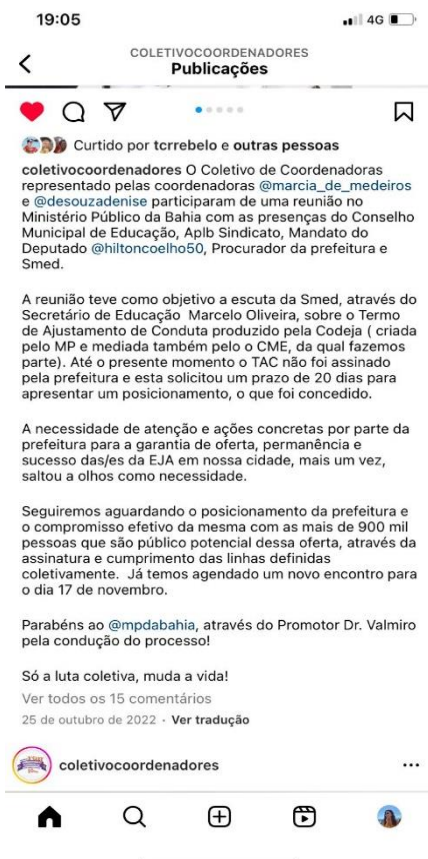 19:05
4G
COLETIVOCOORDENADORES
Publicações
Curtido por tcrrebelo e outras pessoas
coletivocoordenadores O Coletivo de Coordenadoras
representado pelas coordenadoras @marcia_de_medeiros
e @desouzadenise participaram de uma reunião no
Ministério Público da Bahia com as presenças do Conselho
Municipal de Educação, Aplb Sindicato, Mandato do
Deputado @hiltoncoelho50, Procurador da prefeitura e
Smed.
A reunião teve como objetivo a escuta da Smed, através do
Secretário de Educação Marcelo Oliveira, sobre o Termo
de Ajustamento de Conduta produzido pela Codeja ( criada
pelo MP e mediada também pelo o CME, da qual fazemos
parte). Até o presente momento o TAC não foi assinado
pela prefeitura e esta solicitou um prazo de 20 dias para
apresentar um posicionamento, o que foi concedido.
A necessidade de atenção e ações concretas por parte da
prefeitura para a garantia de oferta, permanência e
sucesso das/es da EJA em nossa cidade, mais um vez,
saltou a olhos como necessidade.
Seguiremos aguardando o posicionamento da prefeitura e
o compromisso efetivo da mesma com as mais de 900 mil
pessoas que são público potencial dessa oferta, através da
assinatura e cumprimento das linhas definidas
coletivamente. Já temos agendado um novo encontro para
o dia 17 de novembro.
Parabéns ao @mpdabahia, através do Promotor Dr. Valmiro
pela condução do processo!
Só a luta coletiva, muda a vida!
Ver todos os 15 comentários
25 de outubro de 2022 · Ver tradução
coletivocoordenadores